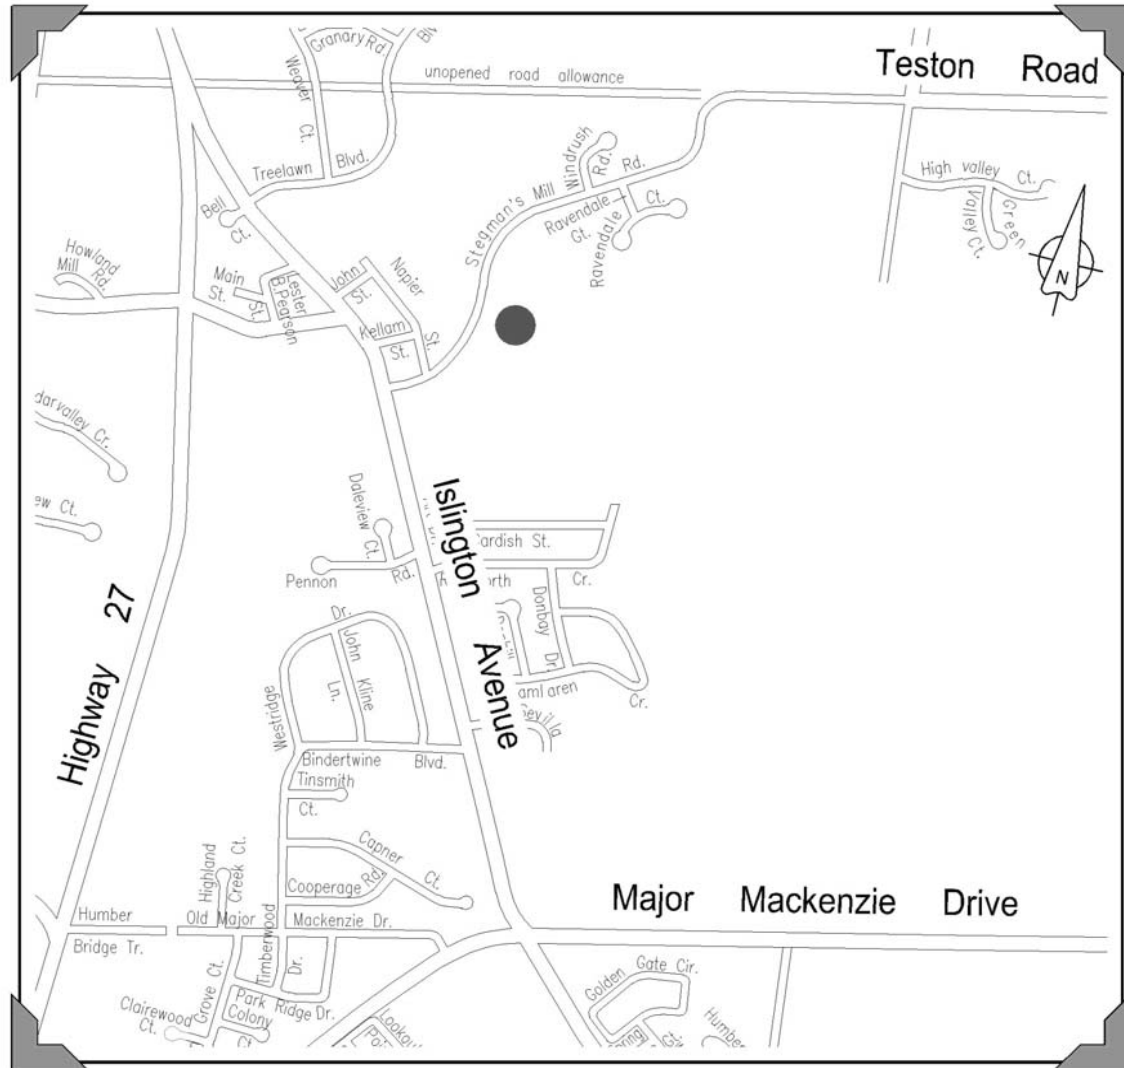 Granary Rd.
Teston Road
unopened road allowance
Weaver Ct.
Treelawn Blvd.
Windrush Rd.
Stegman's Mill Rd.
High valley Ct.
Green
Valley Ct.
Ravendale
Gt.
Ravendale Ct.
Bell
Ct.
Howland
Mill Rd.
Main
St.
Lester
B.Pearson
John
St.
Napier
St.
Kellam
St.
N
darvalley Cr.
ew Ct.
Daleview
Ct.
Islington
Avenue
Cardish St.
Pennon Rd.
Cr.
Donbay
Dr.
Highway 27
Westridge
Dr.
John Kline
Ln.
Cr.
Bindertwine Blvd.
Tinsmith
Ct.
Capner
Ct.
Highland
Creek Ct.
Cooperage Rd.
Major Mackenzie Drive
Humber
Bridge Tr.
Old Major Mackenzie Dr.
Timberwood
Dr.
Grove Ct.
Park Ridge Dr.
Clairewood
Ct.
Colony
Ct.
Golden Gate Cir.
Humber